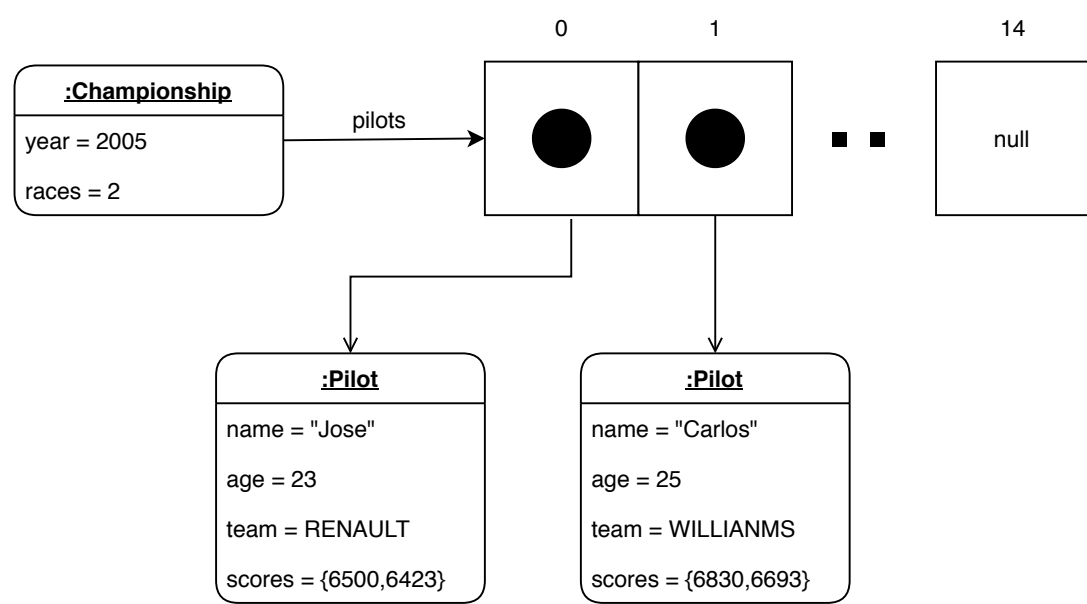 0
1
14
:Championship
year = 2005
races = 2
pilots
null
:Pilot
name = "Jose"
age = 23
team = RENAULT
scores = {6500,6423}
:Pilot
name = "Carlos"
age = 25
team = WILLIANMS
scores = {6830,6693}